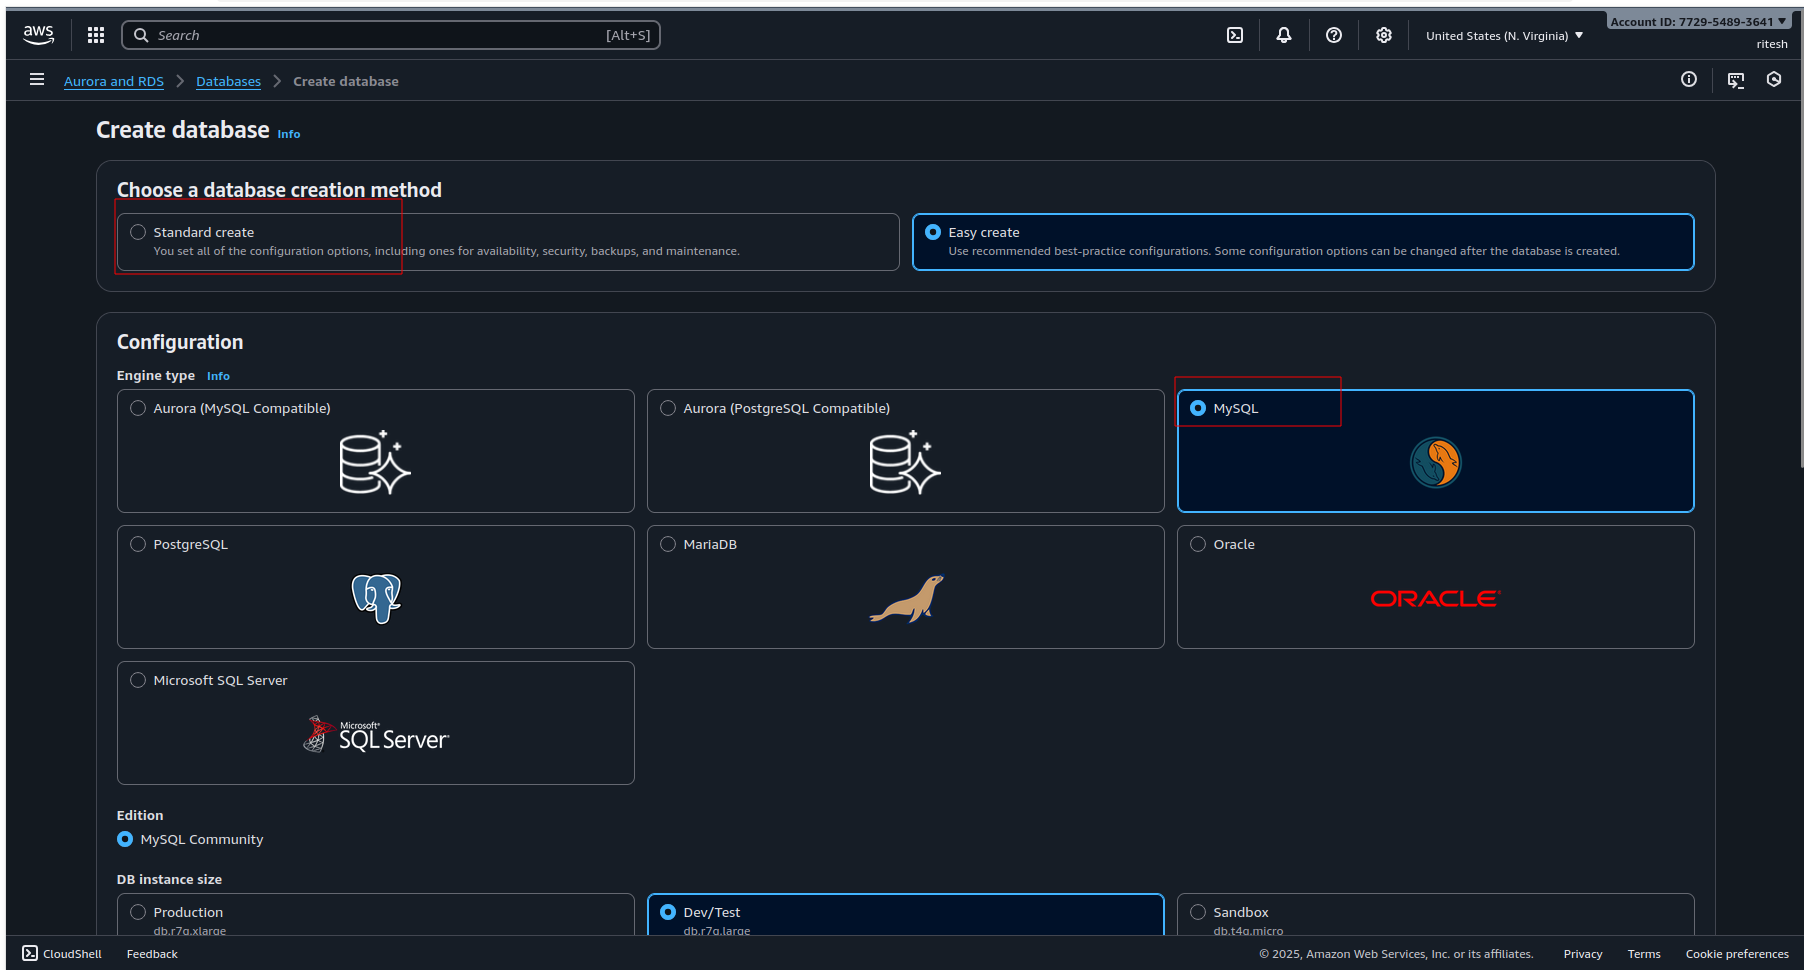 aws
Search
[Alt+S]
United States (N. Virginia)
Account ID: 7729-5489-3641
ritesh
Aurora and RDS
Databases
Create database
Create database Info
Choose a database creation method
Standard create
You set all of the configuration options, including ones for availability, security, backups, and maintenance.
Easy create
Use recommended best-practice configurations. Some configuration options can be changed after the database is created.
Configuration
Engine type Info
Aurora (MySQL Compatible)
Aurora (PostgreSQL Compatible)
MySQL
PostgreSQL
MariaDB
Oracle
ORACLE
Microsoft SQL Server
Microsoft®
SQL Server
Edition
MySQL Community
DB instance size
Production
db.r7g.xlarge
Dev/Test
db.r7g.large
Sandbox
db.t4g.micro
CloudShell
Feedback
© 2025, Amazon Web Services, Inc. or its affiliates.
Privacy
Terms
Cookie preferences